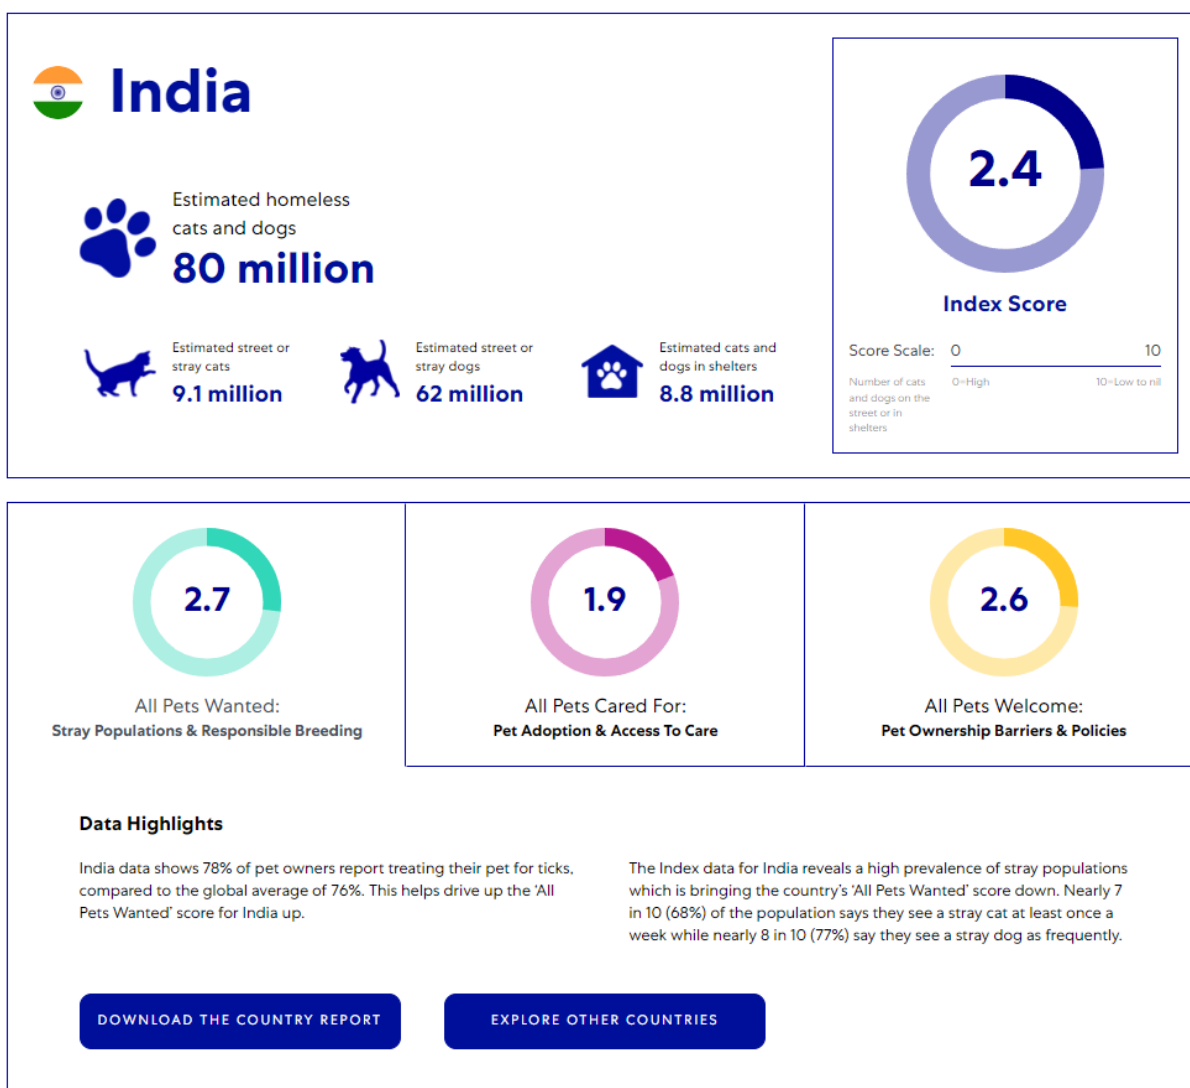 India
Estimated homeless
cats and dogs
80 million
Estimated street or
stray cats
9.1 million
Estimated street or
stray dogs
62 million
Estimated cats and
dogs in shelters
8.8 million
2.4
Index Score
Score Scale: 0 10
Number of cats
and dogs on the
street or in
shelters
0=High 10=Low to nil
2.7
All Pets Wanted:
Stray Populations & Responsible Breeding
1.9
All Pets Cared For:
Pet Adoption & Access To Care
2.6
All Pets Welcome:
Pet Ownership Barriers & Policies
Data Highlights
India data shows 78% of pet owners report treating their pet for ticks,
compared to the global average of 76%. This helps drive up the ‘All
Pets Wanted’ score for India up.
The Index data for India reveals a high prevalence of stray populations
which is bringing the country’s ‘All Pets Wanted’ score down. Nearly 7
in 10 (68%) of the population says they see a stray cat at least once a
week while nearly 8 in 10 (77%) say they see a stray dog as frequently.
DOWNLOAD THE COUNTRY REPORT
EXPLORE OTHER COUNTRIES